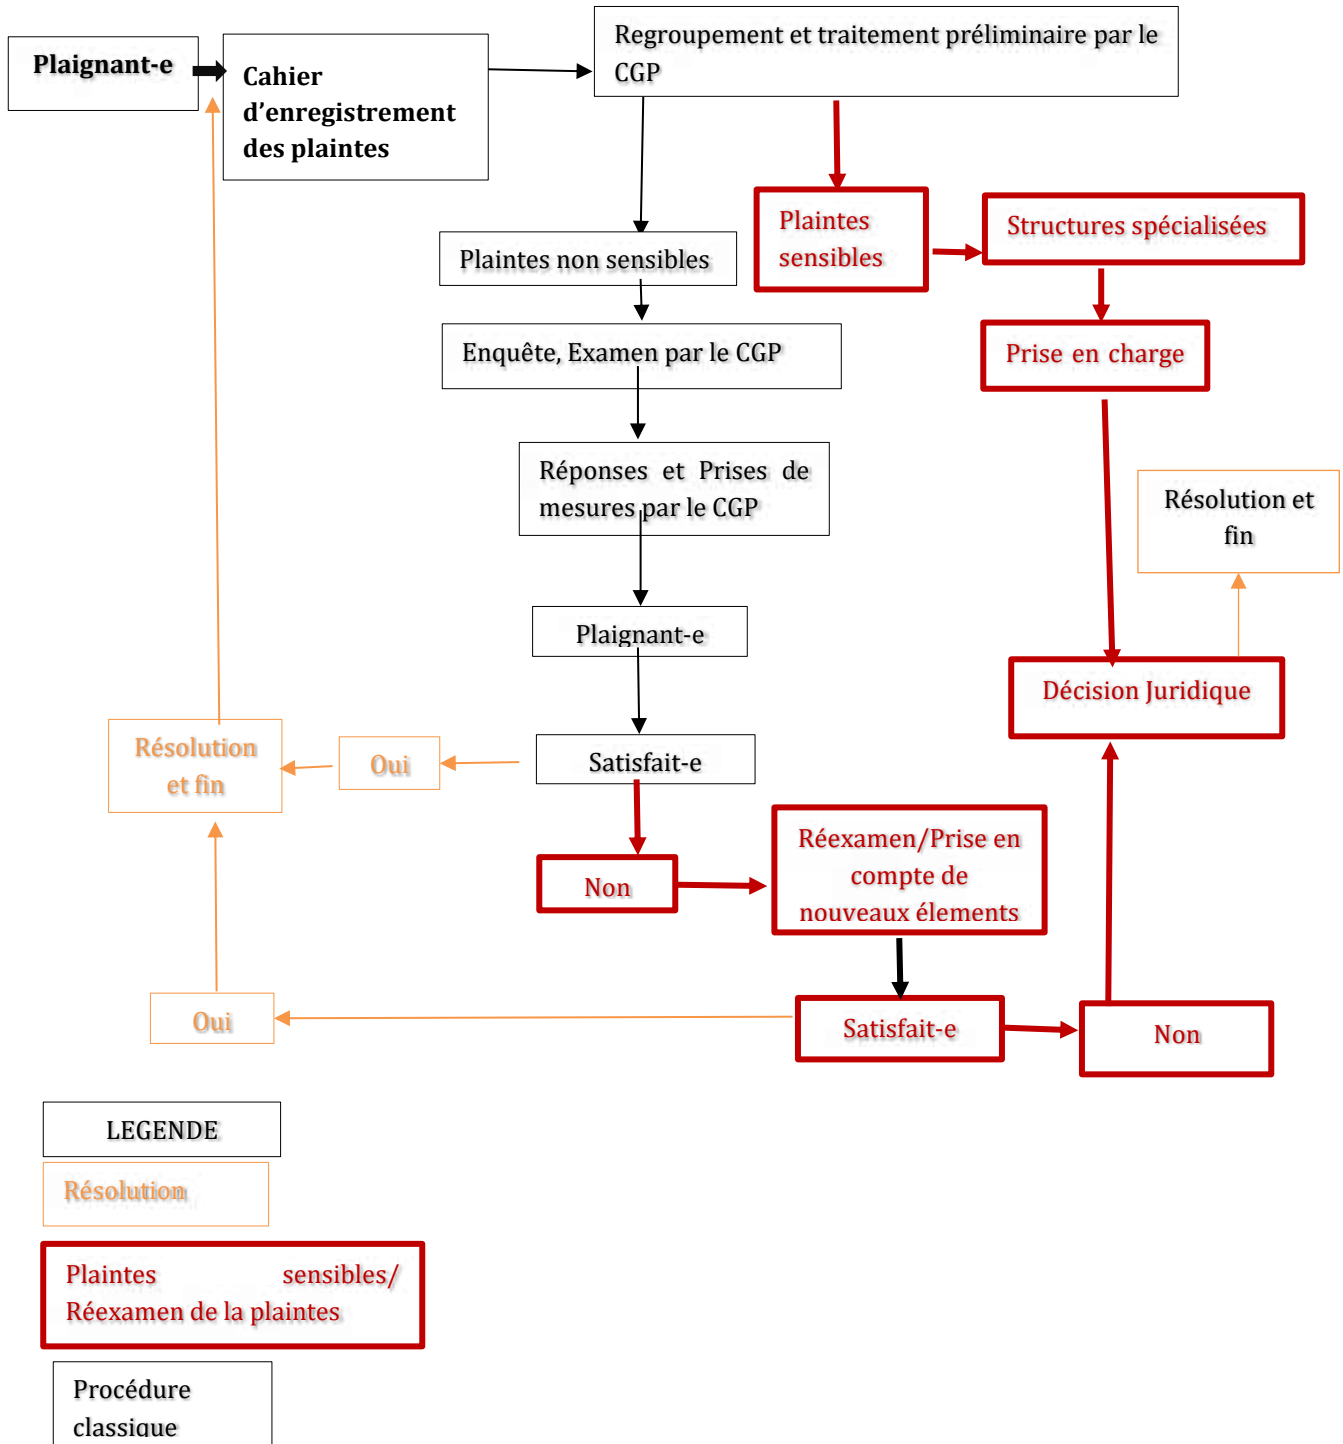 Plaignant-e
Cahier
d’enregistrement
des plaintes
Regroupement et traitement préliminaire par le
CGP
Plaintes non sensibles
Plaintes
sensibles
Structures spécialisées
Enquête, Examen par le CGP
Prise en charge
Réponses et Prises de
mesures par le CGP
Résolution et
fin
Plaignant-e
Décision Juridique
Résolution
et fin
Oui
Satisfait-e
Non
Réexamen/Prise en
compte de
nouveaux élements
Oui
Satisfait-e
Non
LEGENDE
Résolution
Plaintes sensibles/
Réexamen de la plaintes
Procédure
classique